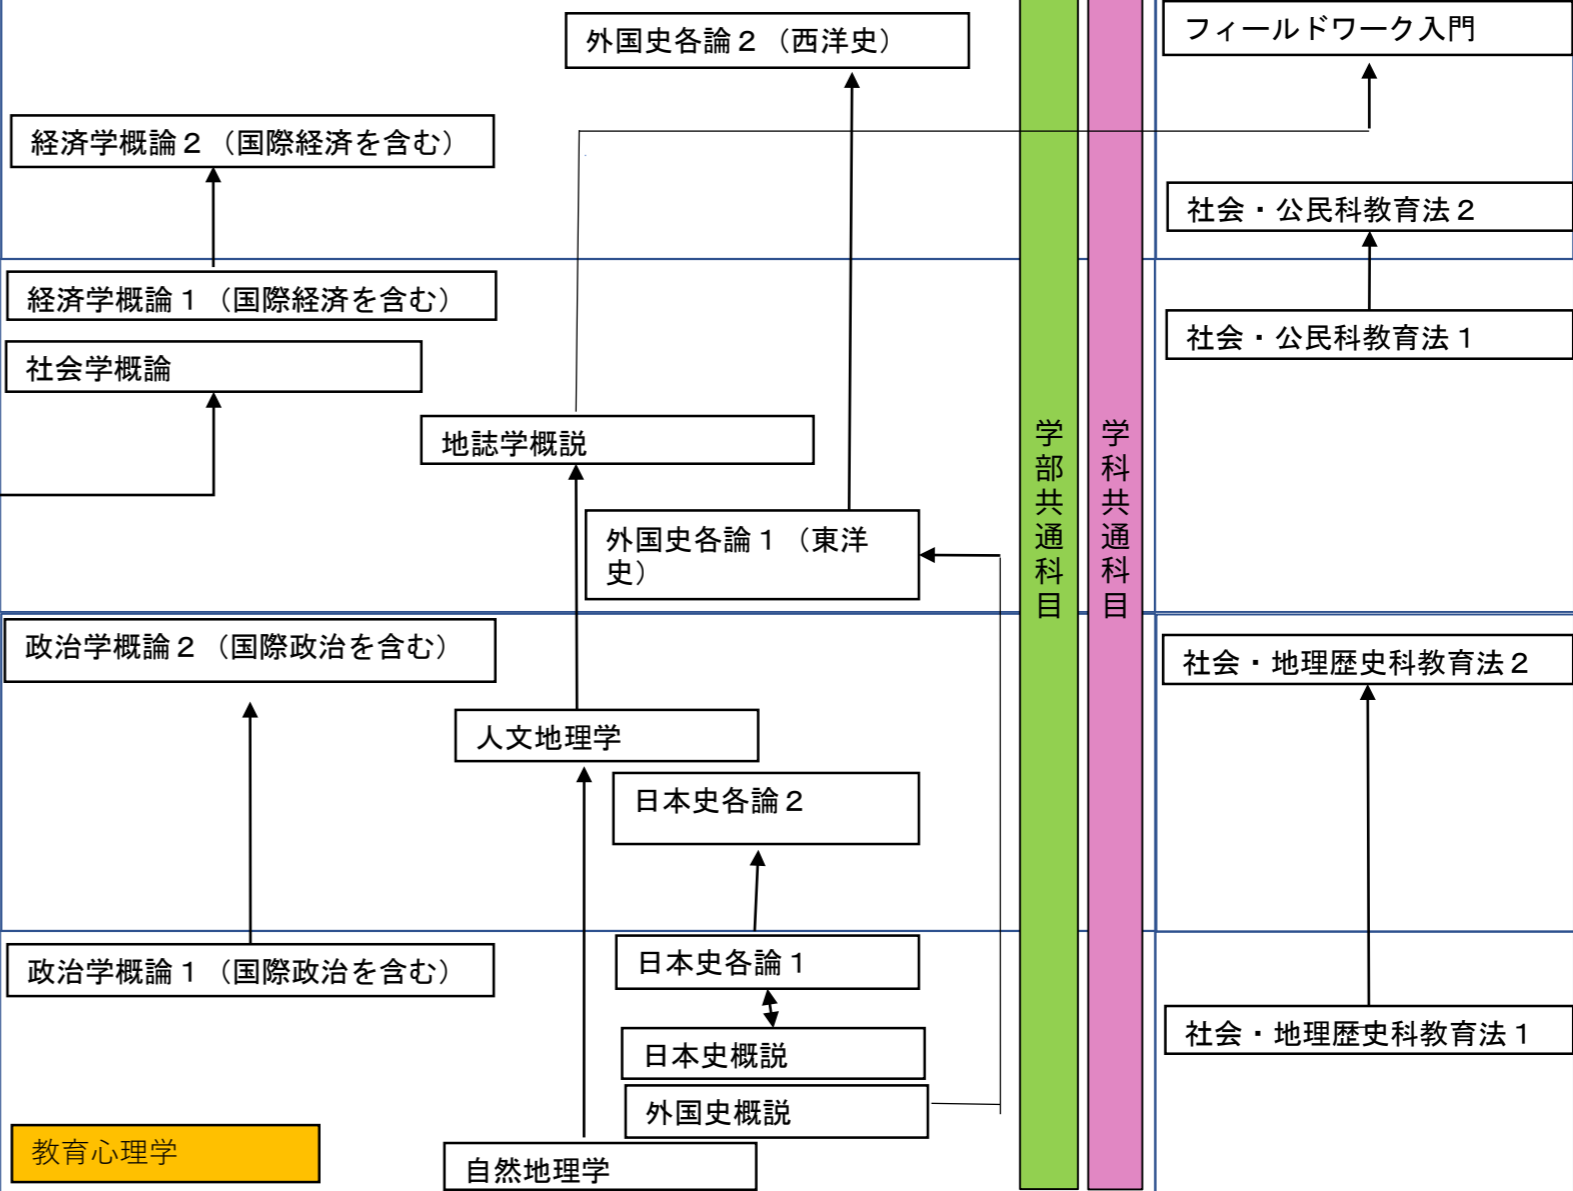 外国史各論２（西洋史）
フィールドワーク入門
経済学概論２（国際経済を含む）
社会・公民科教育法２
経済学概論１（国際経済を含む）
社会・公民科教育法１
社会学概論
地誌学概説
外国史各論１（東洋
史）
学部共通科目
学科共通科目
政治学概論２（国際政治を含む）
社会・地理歴史科教育法２
人文地理学
日本史各論２
政治学概論１（国際政治を含む）
日本史各論１
社会・地理歴史科教育法１
日本史概説
外国史概説
教育心理学
自然地理学